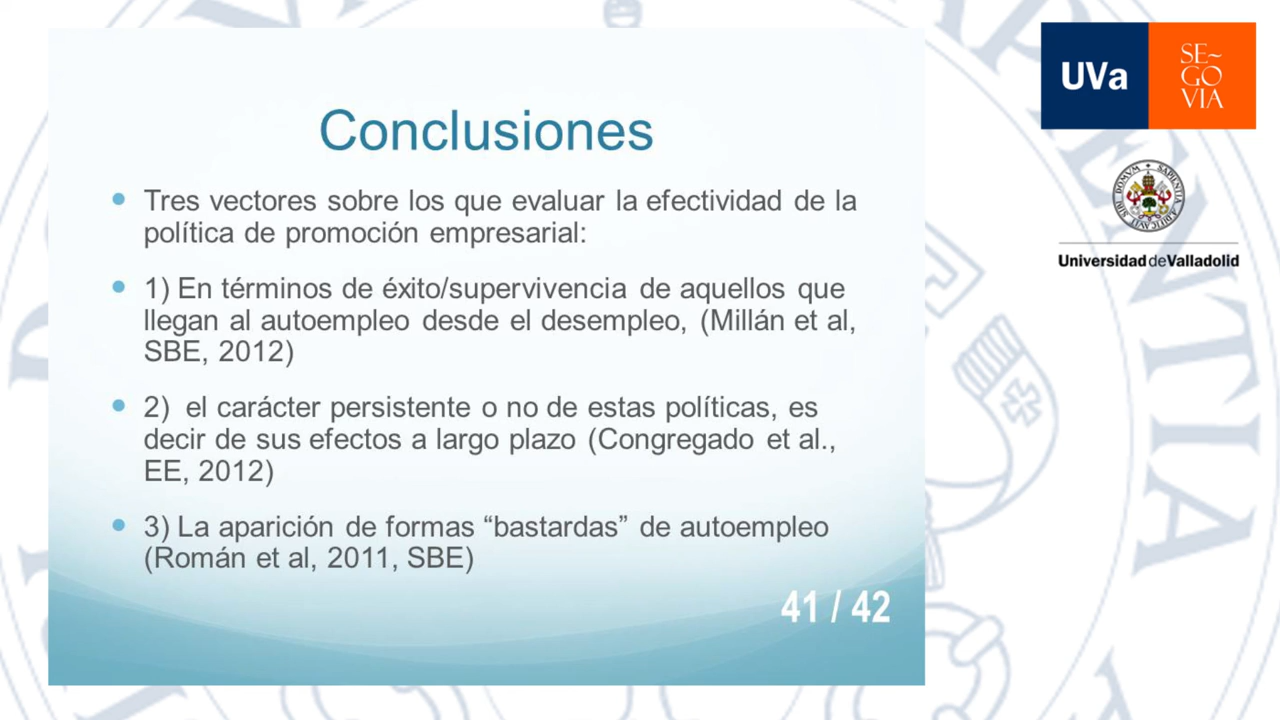 Conclusiones
Tres vectores sobre los que evaluar la efectividad de la
política de promoción empresarial:
1) En términos de éxito/supervivencia de aquellos que
llegan al autoempleo desde el desempleo, (Millán et al,
SBE, 2012)
2) el carácter persistente o no de estas políticas, es
decir de sus efectos a largo plazo (Congregado et al.,
EE, 2012)
3) La aparición de formas “bastardas” de autoempleo
(Román et al, 2011, SBE)
41 / 42
UVa
SE~
GO
VIA
Universidad de Valladolid